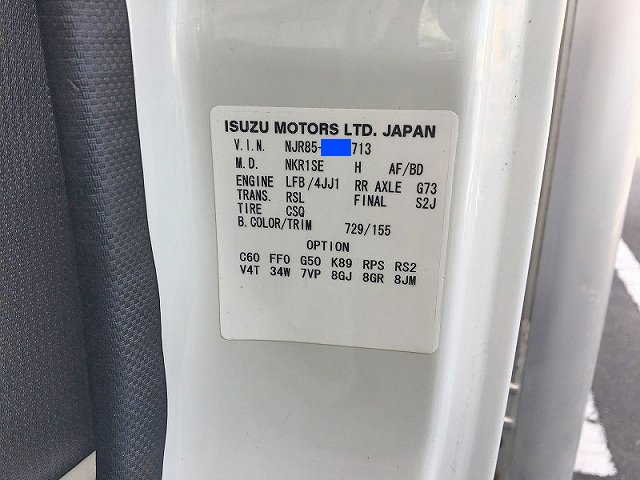 ISUZU MOTORS LTD. JAPAN
V.I.N. NJR85- 713
M.D. NKR1SE H AF/BD
ENGINE LFB/4JJ1 RR AXLE G73
TRANS. RSL FINAL S2J
TIRE CSQ
B.COLOR/TRIM 729/155
OPTION
C60 FF0 G50 K89 RPS RS2
V4T 34W 7VP 8GJ 8GR 8JM